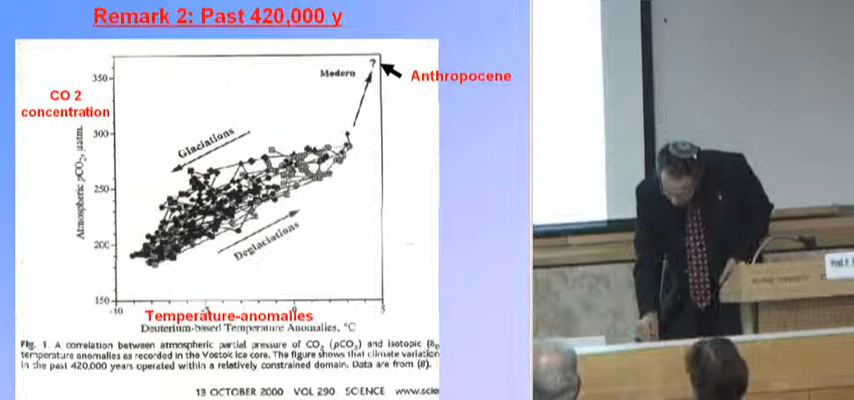 Remark 2: Past 420,000 y
350
Modern
?
Anthropocene
CO 2
concentration
300
Glaciations
Atmospheric pCO₂, µatm.
250
200
Deglaciations
150
-10
5
Temperature-anomalies
Deuterium-based Temperature Anomalies, °C
Fig. 1. A correlation between atmospheric partial pressure of CO₂ (pCO₂) and isotopic
temperature anomalies as recorded in the Vostok ice core. The figure shows that climate variation
in the past 420,000 years operated within a relatively constrained domain. Data are from (8).
13 OCTOBER 2000 VOL 290 SCIENCE www.scie
Prof.